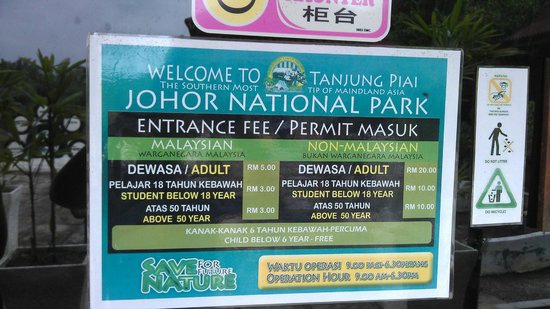 COUNTER
柜台
WELCOME TO TANJUNG PIAI
THE SOUTHERN MOST TIP OF MAINDLAND ASIA
JOHOR NATIONAL PARK
ENTRANCE FEE / PERMIT MASUK
MALAYSIAN
WARGANEGARA MALAYSIA
DEWASA / ADULT RM 5.00
PELAJAR 18 TAHUN KEBAWAH
STUDENT BELOW 18 YEAR
RM 3.00
ATAS 50 TAHUN
ABOVE 50 YEAR
RM 3.00
NON-MALAYSIAN
BUKAN WARGANEGARA MALAYSIA
DEWASA / ADULT RM 20.00
PELAJAR 18 TAHUN KEBAWAH
STUDENT BELOW 18 YEAR
RM 10.00
ATAS 50 TAHUN
ABOVE 50 YEAR
RM 10.00
KANAK-KANAK 6 TAHUN KEBAWAH-PERCUMA
CHILD BELOW 6 YEAR - FREE
SAVE FOR FUTURE
NATURE
WAKTU OPERASI 9.00 PAGI-6.30PETANG
OPERATION HOUR 9.00 AM-6.30PM
DO NOT LITTER
DO RECYCLE!